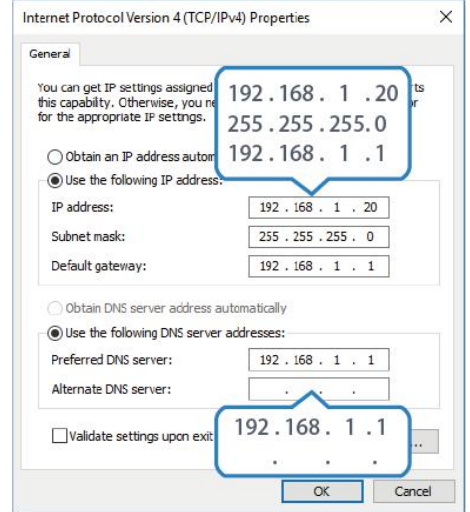 Internet Protocol Version 4 (TCP/IPv4) Properties
General
You can get IP settings assigned
this capability. Otherwise, you
for the appropriate IP settings.
192.168. 1 .20
255.255.255.0
192.168. 1 .1
Obtain an IP address
Use the following IP address:
IP address: 192 . 168 . 1 . 20
Subnet mask: 255 . 255 . 255 . 0
Default gateway: 192 . 168 . 1 . 1
Obtain DNS server address automatically
Use the following DNS server addresses:
Preferred DNS server: 192 . 168 . 1 . 1
Alternate DNS server: . . .
192.168. 1 .1
. . .
Validate settings upon exit
...
OK Cancel